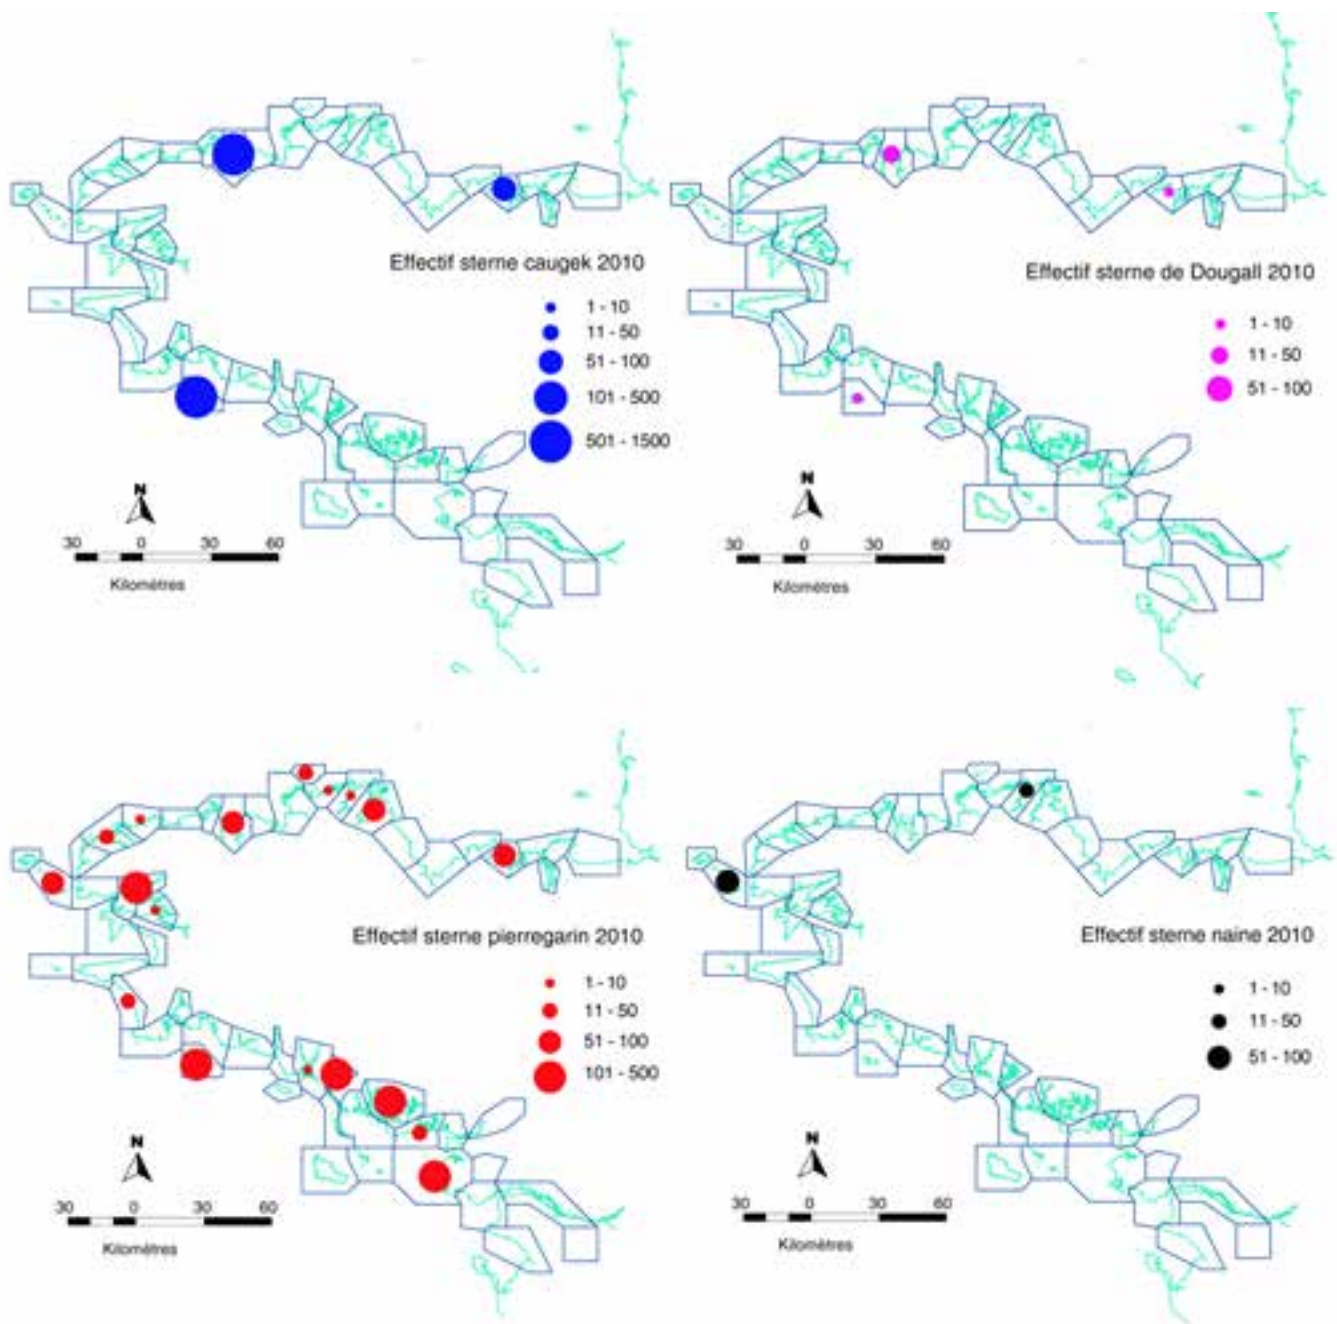 Effectif sterne caugek 2010
1 - 10
11 - 50
51 - 100
101 - 500
501 - 1500
N
30 0 30 60
Kilomètres
Effectif sterne de Dougall 2010
1 - 10
11 - 50
51 - 100
N
30 0 30 60
Kilomètres
Effectif sterne pierregarin 2010
1 - 10
11 - 50
51 - 100
101 - 500
N
30 0 30 60
Kilomètres
Effectif sterne naine 2010
1 - 10
11 - 50
51 - 100
N
30 0 30 60
Kilomètres